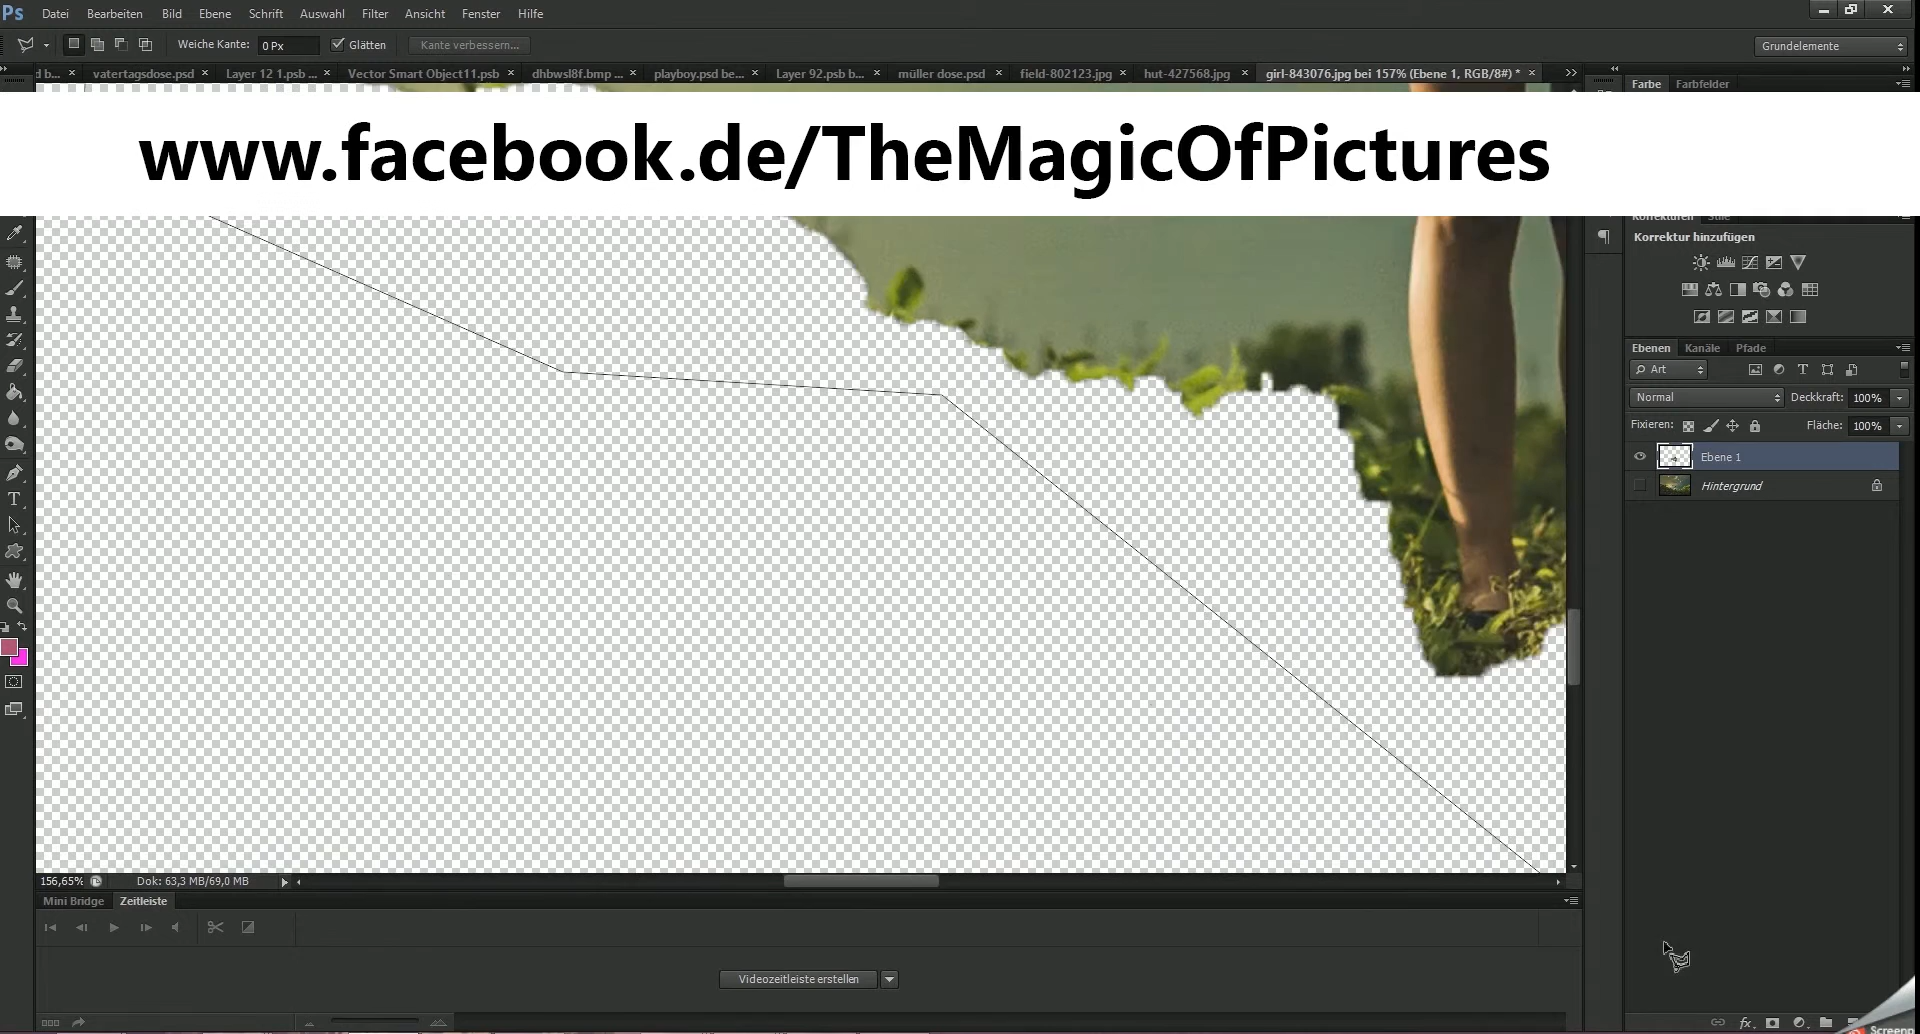 Ps Datei Bearbeiten Bild Ebene Schrift Auswahl Filter Ansicht Fenster Hilfe
Weiche Kante: 0 Px Glätten Kante verbessern... Grundelemente
d b... × vatertagsdose.psd × Layer 12 1.psb ... × Vector Smart Object11.psb × dhbwsl8f.bmp ... × playboy.psd be... × Layer 92.psb b... × müller dose.psd × field-802123.jpg × hut-427568.jpg × girl-843076.jpg bei 157% (Ebene 1, RGB/8#) * ×
Farbe Farbfelder
www.facebook.de/TheMagicOfPictures
Korrekturen Stile
Korrektur hinzufügen
Ebenen Kanäle Pfade
Art
Normal Deckkraft: 100%
Fixieren: Fläche: 100%
Ebene 1
Hintergrund
156,65% Dok: 63,3 MB/69,0 MB
Mini Bridge Zeitleiste
Videozeitleiste erstellen